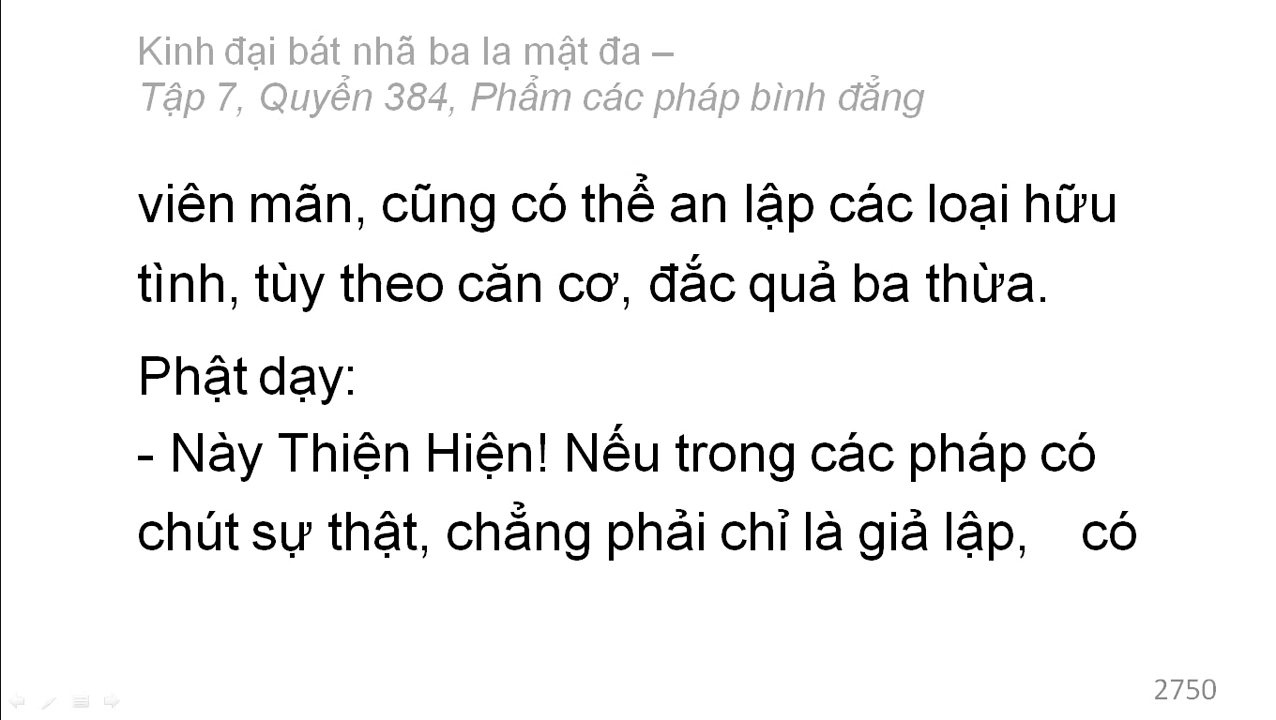 Kinh đại bát nhã ba la mật đa –
Tập 7, Quyển 384, Phẩm các pháp bình đẳng
viên mãn, cũng có thể an lập các loại hữu
tình, tùy theo căn cơ, đắc quả ba thừa.
Phật dạy:
- Này Thiện Hiện! Nếu trong các pháp có
chút sự thật, chẳng phải chỉ là giả lập, có
2750